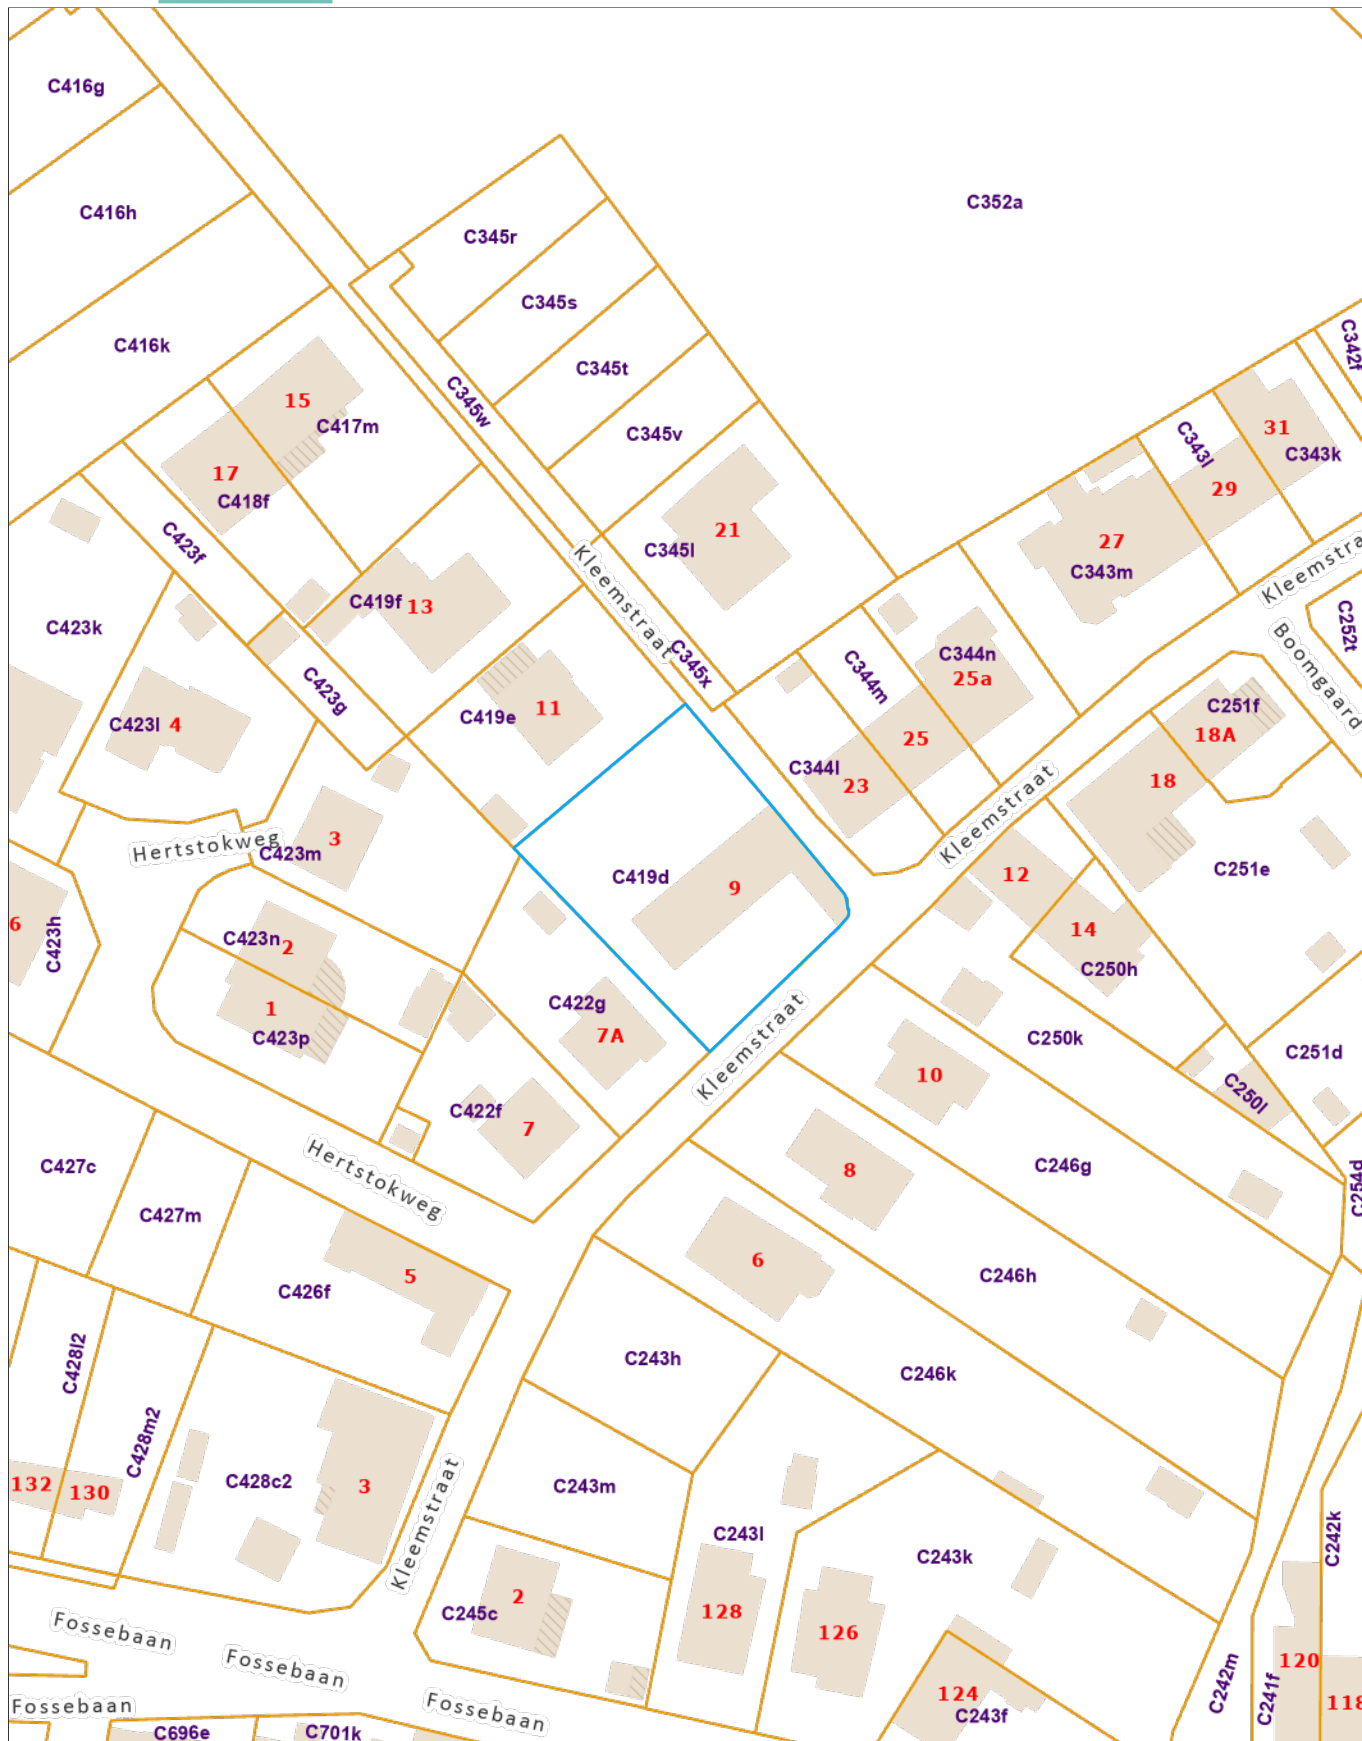 C416g
C352a
C416h
C345r
C345s
C416k
C342f
C345t
C345w
15
C417m
31
C343k
C345v
C343l
17
C418f
29
21
C345l
27
C343m
C423f
Kleemstraat
Kleemstra
C419f
13
C423k
C252t
Boomgaard
C345x
C344n
25a
C344m
C423g
C419e
11
C423l
4
C251f
18A
25
C344l
23
18
Kleemstraat
Hertstokweg
3
C423m
C419d
9
12
C251e
6
C423h
C423n
2
14
C250h
C422g
7A
1
C423p
Kleemstraat
C250k
C251d
10
C250l
C422f
7
Hertstokweg
C427c
8
C246g
C254d
C427m
6
5
C426f
C246h
C428l2
C243h
C246k
C428m2
132
130
C428c2
3
Kleemstraat
C243m
C243l
C243k
C242k
2
C245c
128
126
Fossebaan
Fossebaan
Fossebaan
Fossebaan
120
C242m
C241f
124
C243f
118
C696e
C701k